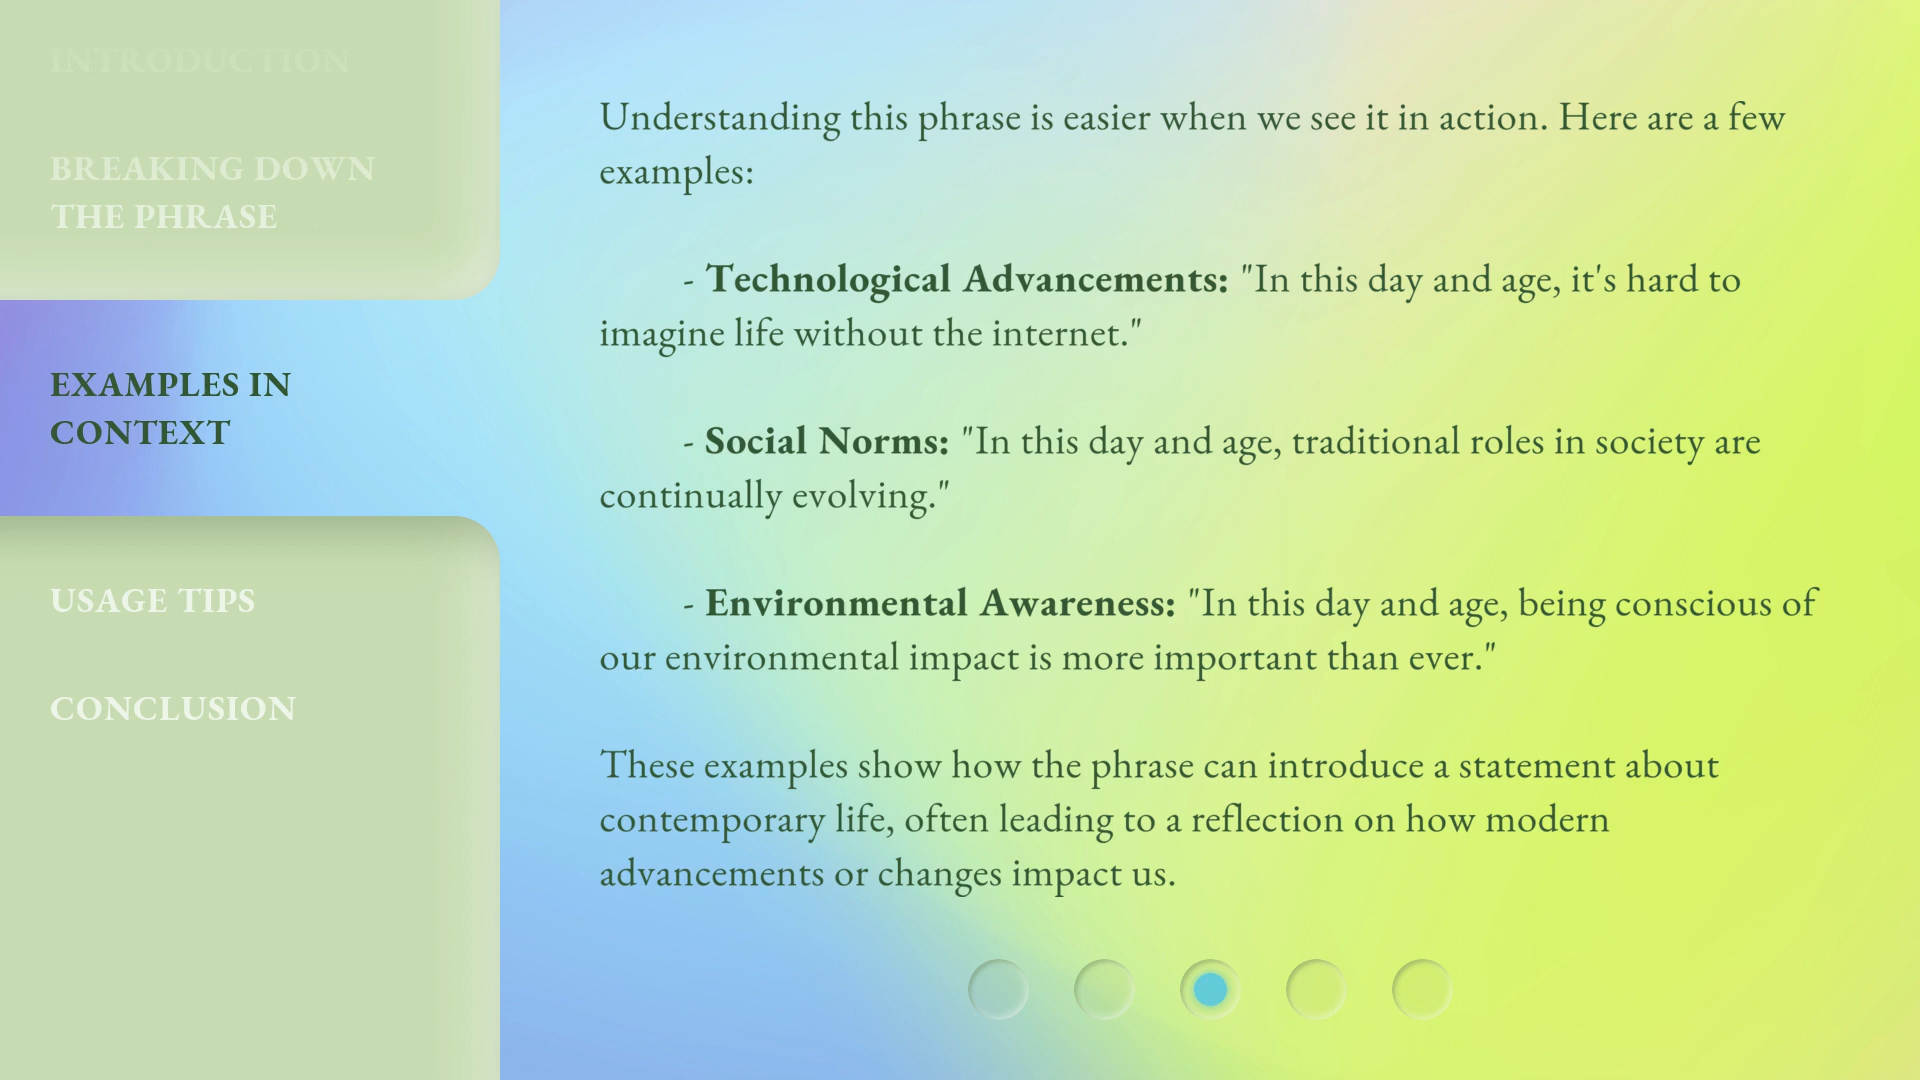 INTRODUCTION
BREAKING DOWN
THE PHRASE
EXAMPLES IN
CONTEXT
USAGE TIPS
CONCLUSION
Understanding this phrase is easier when we see it in action. Here are a few
examples:
- Technological Advancements: "In this day and age, it's hard to
imagine life without the internet."
- Social Norms: "In this day and age, traditional roles in society are
continually evolving."
- Environmental Awareness: "In this day and age, being conscious of
our environmental impact is more important than ever."
These examples show how the phrase can introduce a statement about
contemporary life, often leading to a reflection on how modern
advancements or changes impact us.